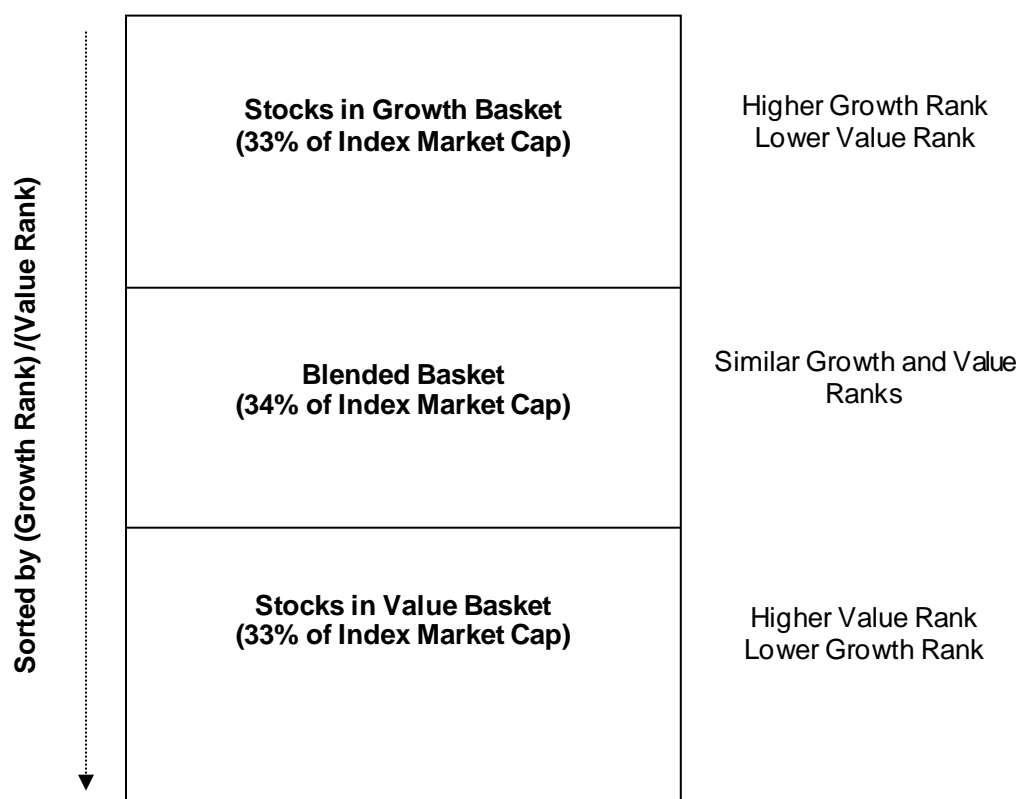 Sorted by (Growth Rank) /(Value Rank)
Stocks in Growth Basket
(33% of Index Market Cap)
Higher Growth Rank
Lower Value Rank
Blended Basket
(34% of Index Market Cap)
Similar Growth and Value
Ranks
Stocks in Value Basket
(33% of Index Market Cap)
Higher Value Rank
Lower Growth Rank